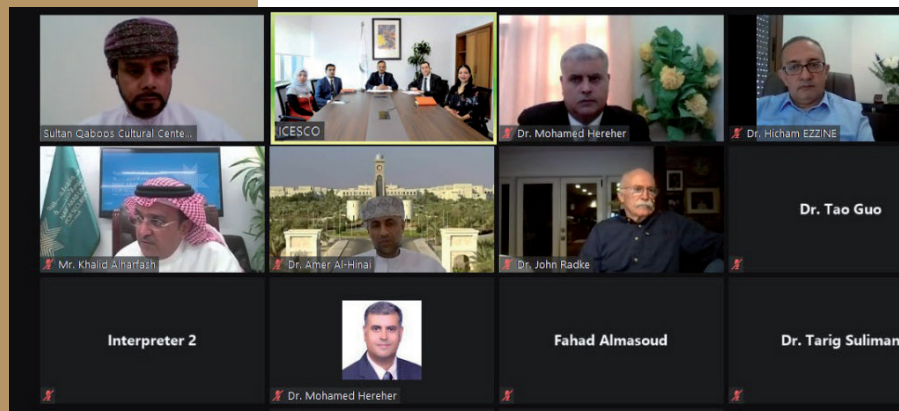 Sultan Qaboos Cultural Cente...
ICESCO
Dr. Mohamed Hereher
Dr. Hicham EZZINE
Mr. Khalid Alharfash
Dr. Amer Al-Hinai
Dr. John Radke
Dr. Tao Guo
Interpreter 2
Dr. Mohamed Hereher
Fahad Almasoud
Dr. Tarig Suliman